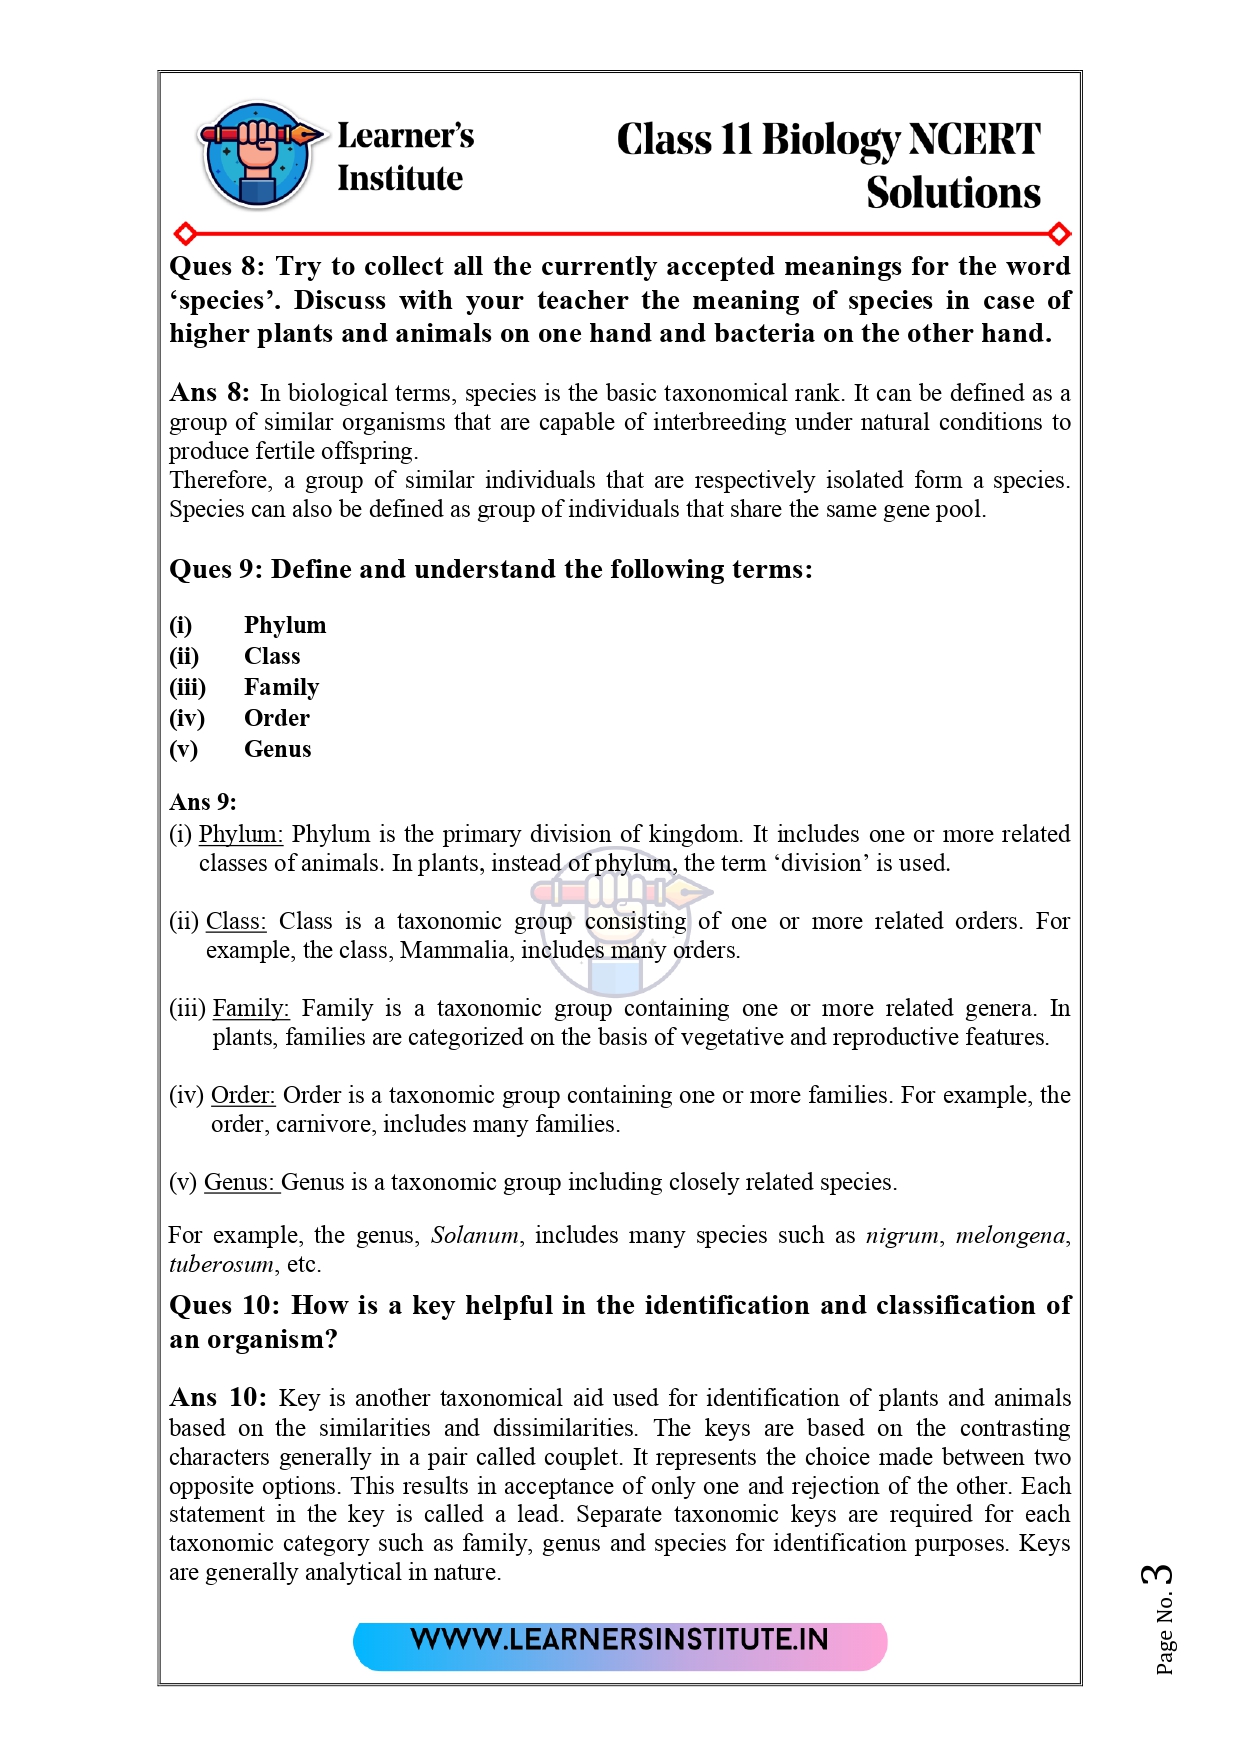 Learner's
Institute
Class 11 Biology NCERT
Solutions
Ques 8: Try to collect all the currently accepted meanings for the word
‘species’. Discuss with your teacher the meaning of species in case of
higher plants and animals on one hand and bacteria on the other hand.
Ans 8: In biological terms, species is the basic taxonomical rank. It can be defined as a
group of similar organisms that are capable of interbreeding under natural conditions to
produce fertile offspring.
Therefore, a group of similar individuals that are respectively isolated form a species.
Species can also be defined as group of individuals that share the same gene pool.
Ques 9: Define and understand the following terms:
(i) Phylum
(ii) Class
(iii) Family
(iv) Order
(v) Genus
Ans 9:
(i) Phylum: Phylum is the primary division of kingdom. It includes one or more related
classes of animals. In plants, instead of phylum, the term ‘division’ is used.
(ii) Class: Class is a taxonomic group consisting of one or more related orders. For
example, the class, Mammalia, includes many orders.
(iii) Family: Family is a taxonomic group containing one or more related genera. In
plants, families are categorized on the basis of vegetative and reproductive features.
(iv) Order: Order is a taxonomic group containing one or more families. For example, the
order, carnivore, includes many families.
(v) Genus: Genus is a taxonomic group including closely related species.
For example, the genus, Solanum, includes many species such as nigrum, melongena,
tuberosum, etc.
Ques 10: How is a key helpful in the identification and classification of
an organism?
Ans 10: Key is another taxonomical aid used for identification of plants and animals
based on the similarities and dissimilarities. The keys are based on the contrasting
characters generally in a pair called couplet. It represents the choice made between two
opposite options. This results in acceptance of only one and rejection of the other. Each
statement in the key is called a lead. Separate taxonomic keys are required for each
taxonomic category such as family, genus and species for identification purposes. Keys
are generally analytical in nature.
WWW.LEARNERSINSTITUTE.IN
Page No. 3